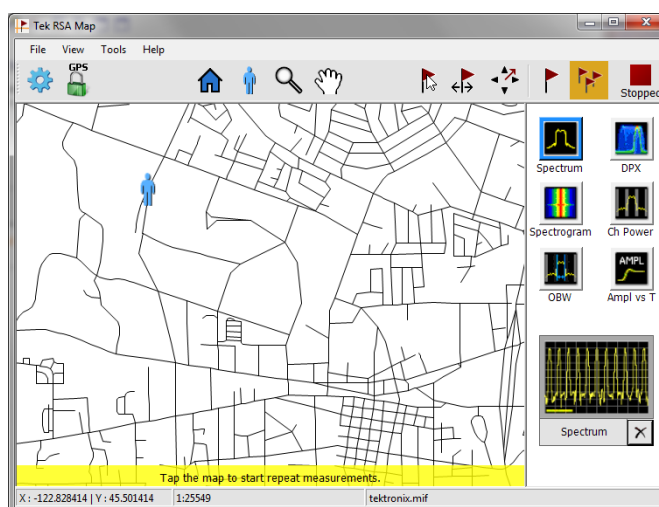 Tek RSA Map
File View Tools Help
GPS
Stopped
Spectrum DPX
Spectrogram Ch Power
AMPL
OBW Ampl vs T
Spectrum
Tap the map to start repeat measurements.
X : -122.828414 | Y : 45.501414 1:25549 tektronix.mif